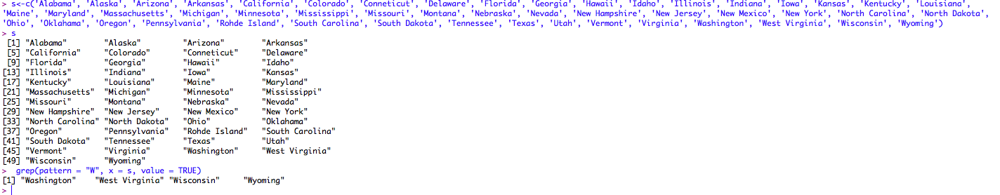 > s<-c('Alabama', 'Alaska', 'Arizona', 'Arkansas', 'California', 'Colorado', 'Conneticut', 'Delaware', 'Florida', 'Georgia', 'Hawaii', 'Idaho', 'Illinois', 'Indiana', 'Iowa', 'Kansas', 'Kentucky', 'Louisiana',
'Maine', 'Maryland', 'Massachusetts', 'Michigan', 'Minnesota', 'Mississippi', 'Missouri', 'Montana', 'Nebraska', 'Nevada', 'New Hampshire', 'New Jersey', 'New Mexico', 'New York', 'North Carolina', 'North Dakota',
'Ohio', 'Oklahoma', 'Oregon', 'Pennsylvania', 'Rohde Island', 'South Carolina', 'South Dakota', 'Tennessee', 'Texas', 'Utah', 'Vermont', 'Virginia', 'Washington', 'West Virginia', 'Wisconsin', 'Wyoming')
> s
[1] "Alabama" "Alaska" "Arizona" "Arkansas"
[5] "California" "Colorado" "Conneticut" "Delaware"
[9] "Florida" "Georgia" "Hawaii" "Idaho"
[13] "Illinois" "Indiana" "Iowa" "Kansas"
[17] "Kentucky" "Louisiana" "Maine" "Maryland"
[21] "Massachusetts" "Michigan" "Minnesota" "Mississippi"
[25] "Missouri" "Montana" "Nebraska" "Nevada"
[29] "New Hampshire" "New Jersey" "New Mexico" "New York"
[33] "North Carolina" "North Dakota" "Ohio" "Oklahoma"
[37] "Oregon" "Pennsylvania" "Rohde Island" "South Carolina"
[41] "South Dakota" "Tennessee" "Texas" "Utah"
[45] "Vermont" "Virginia" "Washington" "West Virginia"
[49] "Wisconsin" "Wyoming"
> grep(pattern = "W", x = s, value = TRUE)
[1] "Washington" "West Virginia" "Wisconsin" "Wyoming"
>